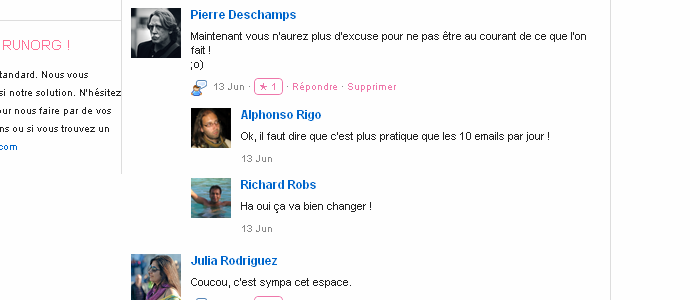 RUNORG !
tandard. Nous vous
si notre solution. N'hésitez
our nous faire par de vos
ns ou si vous trouvez un
com
Pierre Deschamps
Maintenant vous n'aurez plus d'excuse pour ne pas être au courant de ce que l'on
fait !
;o)
13 Jun · ★ 1 · Répondre · Supprimer
Alphonso Rigo
Ok, il faut dire que c'est plus pratique que les 10 emails par jour !
13 Jun
Richard Robs
Ha oui ça va bien changer !
13 Jun
Julia Rodriguez
Coucou, c'est sympa cet espace.